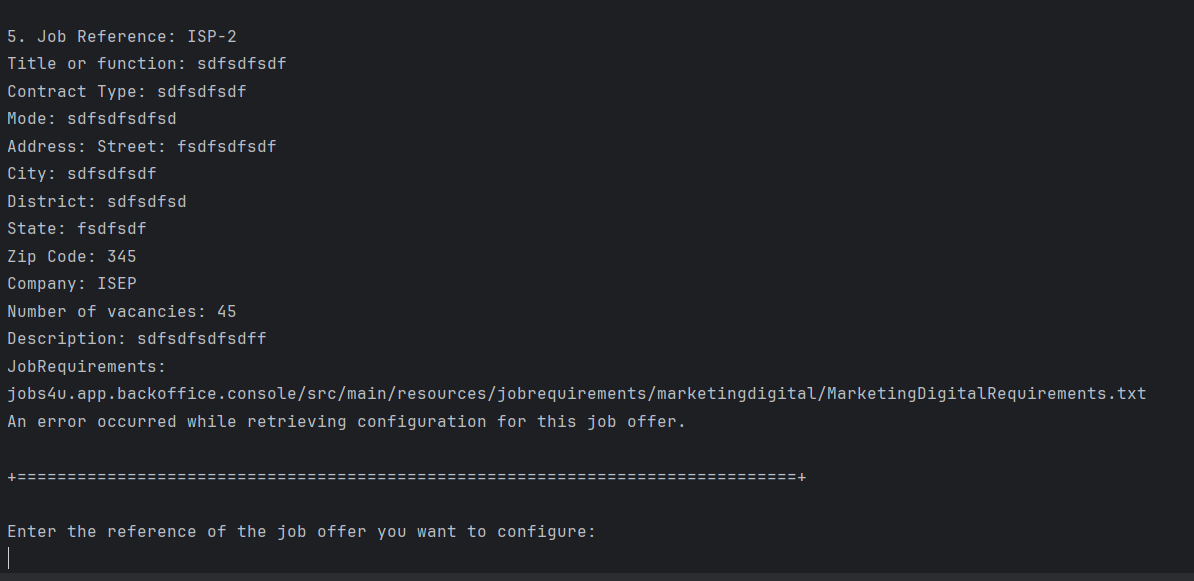 5. Job Reference: ISP-2
Title or function: sdfsdfsdf
Contract Type: sdfsdfsdf
Mode: sdfsdfsdfsd
Address: Street: fsdfsdfsdf
City: sdfsdfsdf
District: sdfsdfsd
State: fsdfsdf
Zip Code: 345
Company: ISEP
Number of vacancies: 45
Description: sdfsdfsdfsdff
JobRequirements:
jobs4u.app.backoffice.console/src/main/resources/jobrequirements/marketingdigital/MarketingDigitalRequirements.txt
An error occurred while retrieving configuration for this job offer.
+==============================================================================+
Enter the reference of the job offer you want to configure: